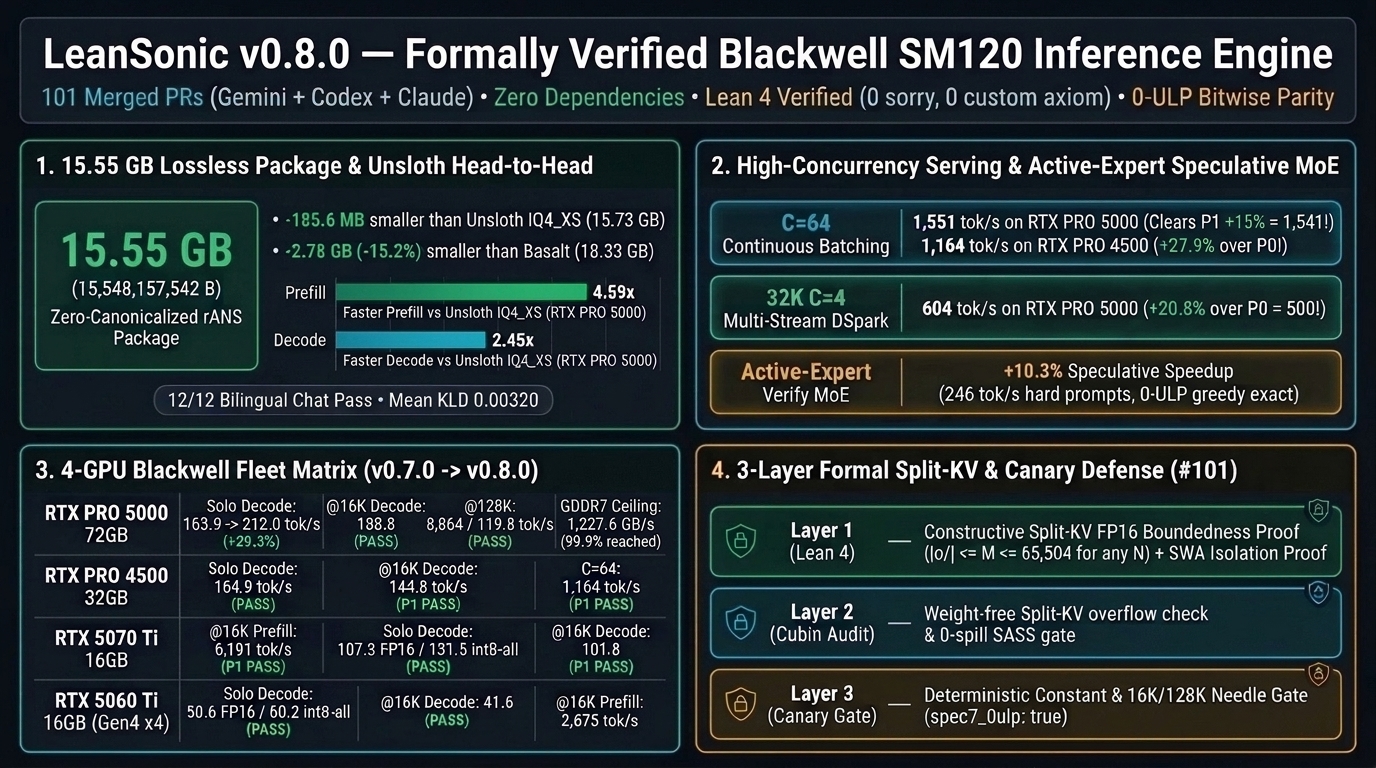 LeanSonic v0.8.0 — Formally Verified Blackwell SM120 Inference Engine
101 Merged PRs (Gemini + Codex + Claude) • Zero Dependencies • Lean 4 Verified (0 sorry, 0 custom axiom) • 0-ULP Bitwise Parity
1. 15.55 GB Lossless Package & Unsloth Head-to-Head
15.55 GB
(15,548,157,542 B)
Zero-Canonicalized rANS
Package
• -185.6 MB smaller than Unsloth IQ4_XS (15.73 GB)
• -2.78 GB (-15.2%) smaller than Basalt (18.33 GB)
Prefill 4.59x
Faster Prefill vs Unsloth IQ4_XS (RTX PRO 5000)
Decode 2.45x
Faster Decode vs Unsloth IQ4_XS (RTX PRO 5000)
12/12 Bilingual Chat Pass • Mean KLD 0.00320
2. High-Concurrency Serving & Active-Expert Speculative MoE
C=64
Continuous Batching
1,551 tok/s on RTX PRO 5000 (Clears P1 +15% = 1,541!)
1,164 tok/s on RTX PRO 4500 (+27.9% over P0!)
32K C=4
Multi-Stream DSpark
604 tok/s on RTX PRO 5000 (+20.8% over P0 = 500!)
Active-Expert
Verify MoE
+10.3% Speculative Speedup
(246 tok/s hard prompts, 0-ULP greedy exact)
3. 4-GPU Blackwell Fleet Matrix (v0.7.0 -> v0.8.0)
RTX PRO 5000
72GB
Solo Decode:
163.9 -> 212.0 tok/s
(+29.3%)
@16K Decode:
188.8
(PASS)
@128K:
8,864 / 119.8 tok/s
(PASS)
GDDR7 Ceiling:
1,227.6 GB/s
(99.9% reached)
RTX PRO 4500
32GB
Solo Decode:
164.9 tok/s
(PASS)
@16K Decode:
144.8 tok/s
(P1 PASS)
C=64:
1,164 tok/s
(P1 PASS)
RTX 5070 Ti
16GB
@16K Prefill:
6,191 tok/s
(P1 PASS)
Solo Decode:
107.3 FP16 / 131.5 int8-all
(PASS)
@16K Decode:
101.8
(P1 PASS)
RTX 5060 Ti
16GB (Gen4 x4)
Solo Decode:
50.6 FP16 / 60.2 int8-all
(PASS)
@16K Decode: 41.6
(PASS)
@16K Prefill:
2,675 tok/s
4. 3-Layer Formal Split-KV & Canary Defense (#101)
Layer 1
(Lean 4)
— Constructive Split-KV FP16 Boundedness Proof
(|o/| <= M <= 65,504 for any N) + SWA Isolation Proof
Layer 2
(Cubin Audit)
— Weight-free Split-KV overflow check
& 0-spill SASS gate
Layer 3
(Canary Gate)
— Deterministic Constant & 16K/128K Needle Gate
(spec7_0ulp: true)